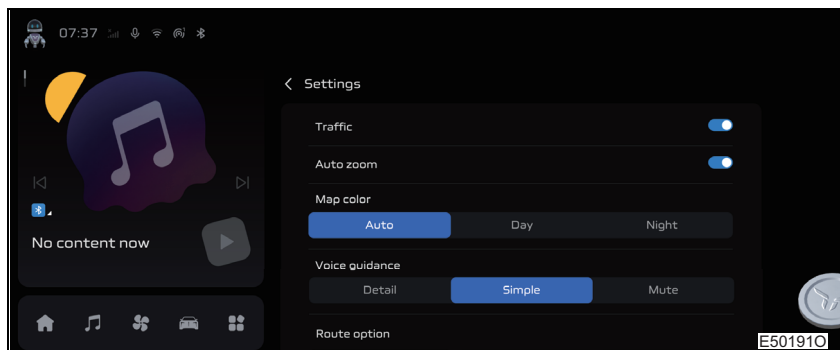 07:37
Settings
Traffic
Auto zoom
Map color
Auto Day Night
No content now
Voice guidance
Detail Simple Mute
Route option
E50191O